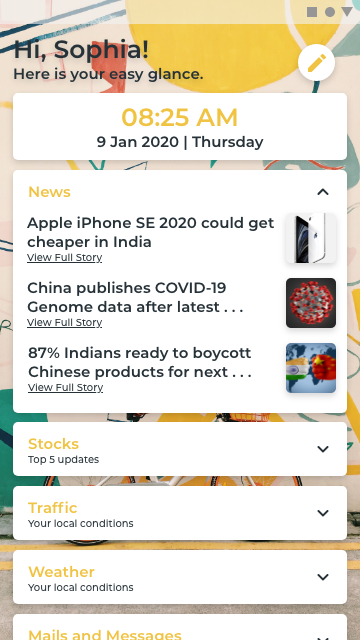 Hi, Sophia!
Here is your easy glance.
08:25 AM
9 Jan 2020 | Thursday
News
Apple iPhone SE 2020 could get
cheaper in India
View Full Story
China publishes COVID-19
Genome data after latest . . .
View Full Story
87% Indians ready to boycott
Chinese products for next . . .
View Full Story
Stocks
Top 5 updates
Traffic
Your local conditions
Weather
Your local conditions
Mails and Messages